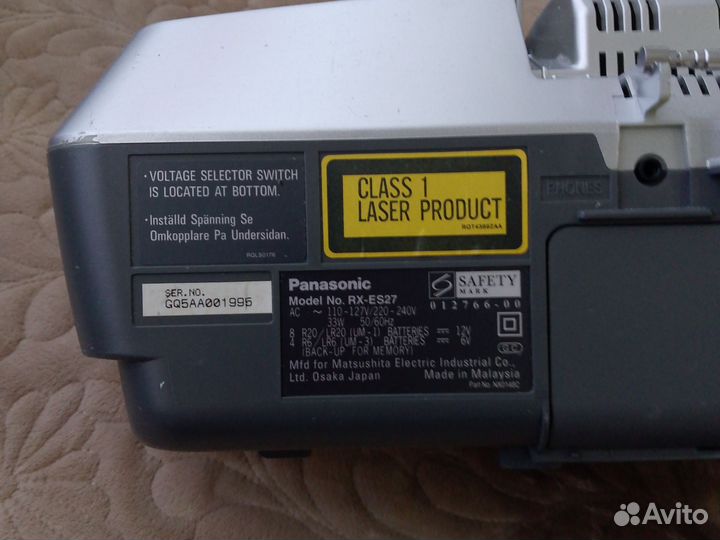 · VOLTAGE SELECTOR SWITCH
IS LOCATED AT BOTTOM.
· Inställd Spänning Se
Omkopplare Pa Undersidan.
RQLS0176
CLASS 1
LASER PRODUCT
PHONES
SER.NO.
GQ5AA001995
Panasonic
Model No. RX-ES27
AC ~ 110-127V/220-240V
33W 50/60Hz
8 R20/LR20 (UM-1) BATTERIES 12V
4 R6/LR6 (UM-3) BATTERIES 6V
(BACK-UP FOR MEMORY)
Mfd for Matsushita Electric Industrial Co.,
Ltd. Osaka Japan Made in Malaysia
S SAFETY
MARK
012766-00
Avito